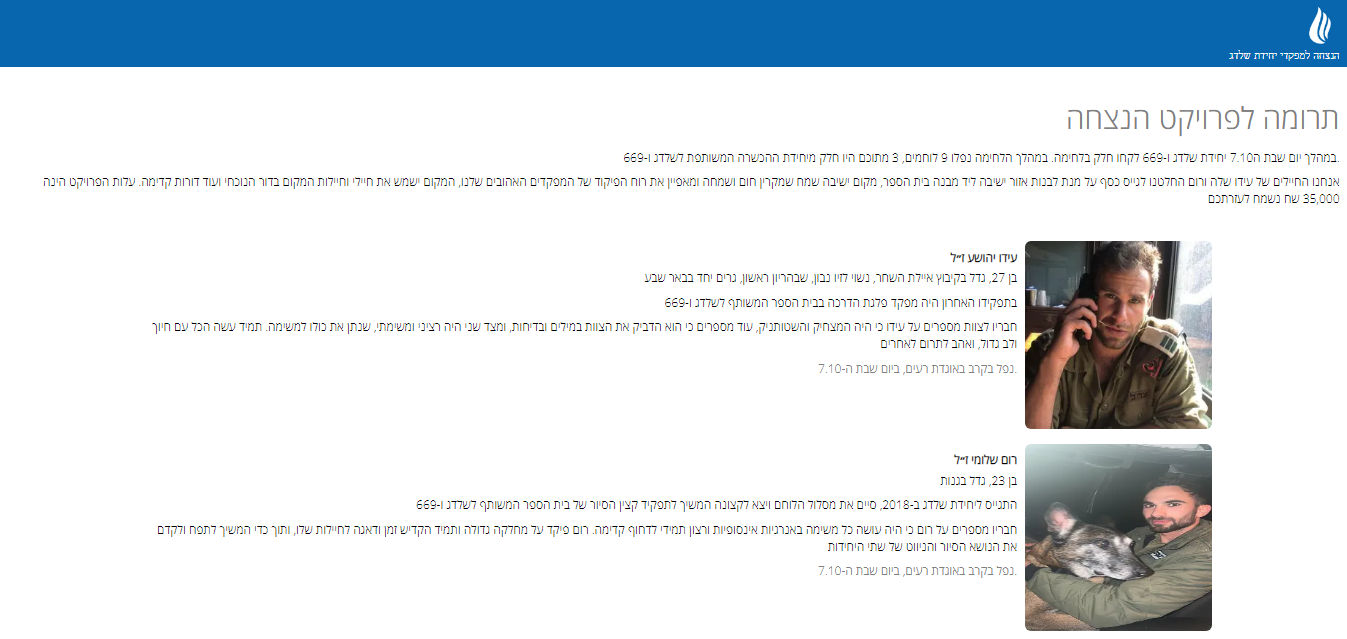 הנצחה למפקדי יחידת שלדג
תרומה לפרויקט הנצחה
.במהלך יום שבת ה7.10 יחידת שלדג ו-669 לקחו חלק בלחימה. במהלך הלחימה נפלו 9 לוחמים, 3 מתוכם היו חלק מיחידת ההכשרה המשותפת לשלדג ו-669
אנחנו החיילים של עידו שלה ורום החלטנו לגייס כסף על מנת לבנות אזור ישיבה ליד מבנה בית הספר, מקום ישיבה שמח שמקרין חום ושמחה ומאפיין את רוח הפיקוד של המפקדים האהובים שלנו, המקום ישמש את חיילי וחיילות המקום בדור הנוכחי ועוד דורות קדימה. עלות הפרויקט הינה
35,000 שח נשמח לעזרתכם
עידו יהושע ז״ל
בן 27, גדל בקיבוץ איילת השחר, נשוי לזיו נבון, שבהריון ראשון, גרים יחד בבאר שבע
בתפקידו האחרון היה מפקד פלגת הדרכה בבית הספר המשותף לשלדג ו-669
חבריו לצוות מספרים על עידו כי היה המצחיק והשטותניק, עוד מספרים כי הוא הדביק את הצוות במילים ובדיחות, ומצד שני היה רציני ומשימתי, שנתן את כולו למשימה. תמיד עשה הכל עם חיוך
ולב גדול, ואהב לתרום לאחרים
.נפל בקרב באוגדת רעים, ביום שבת ה-7.10
רום שלומי ז״ל
בן 23, גדל בגנות
התגייס ליחידת שלדג ב-2018, סיים את מסלול הלוחם ויצא לקצונה המשיך לתפקיד קצין הסיור של בית הספר המשותף לשלדג ו-669
חבריו מספרים על רום כי היה עושה כל משימה באנרגיות אינסופיות ורצון תמידי לדחוף קדימה. רום פיקד על מחלקה גדולה ותמיד הקדיש זמן ודאגה לחיילות שלו, ותוך כדי המשיך לתפח ולקדם
את הנושא הסיור והניווט של שתי היחידות
.נפל בקרב באוגדת רעים, ביום שבת ה-7.10